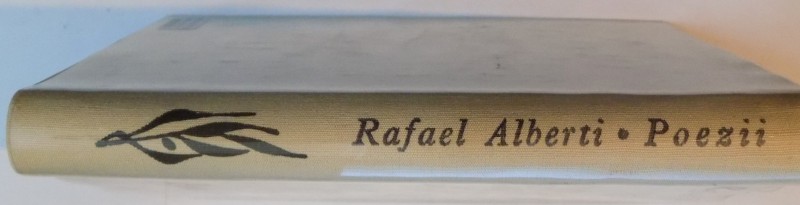 Rafael Alberti • Poezii